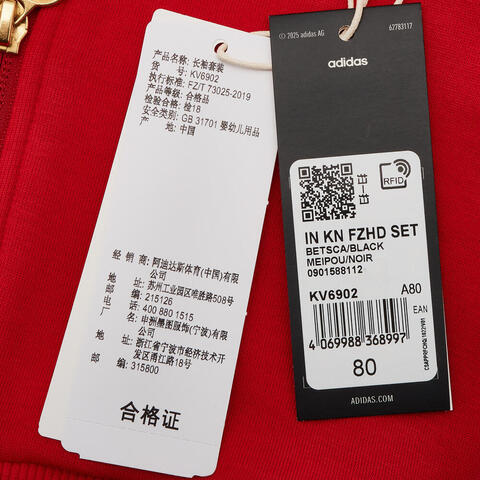 产品名称: 长袖套装
货 号: KV6902
执行标准: FZ/T 73025-2019
产品等级: 合格品
检验合格: 检18
安全类别: GB 31701 婴幼儿用品
产 地: 中国
经 销 商: 阿迪达斯体育(中国)有限
公司
地 址: 苏州工业园区唯胜路508号
邮 编: 215126
电 话: 400 880 1515
厂 名: 申洲墨图服饰(宁波)有限
公司
地 址: 浙江省宁波市经济技术开
发区甬江路18号
邮 编: 315800
合格证
© 2025 adidas AG
62783117
adidas
RFID
IN KN FZHD SET
BETSCA/BLACK
MEIPOU/NOIR
0901588112
KV6902
A80
EAN
4 069988 368997
80
ADIDAS.COM